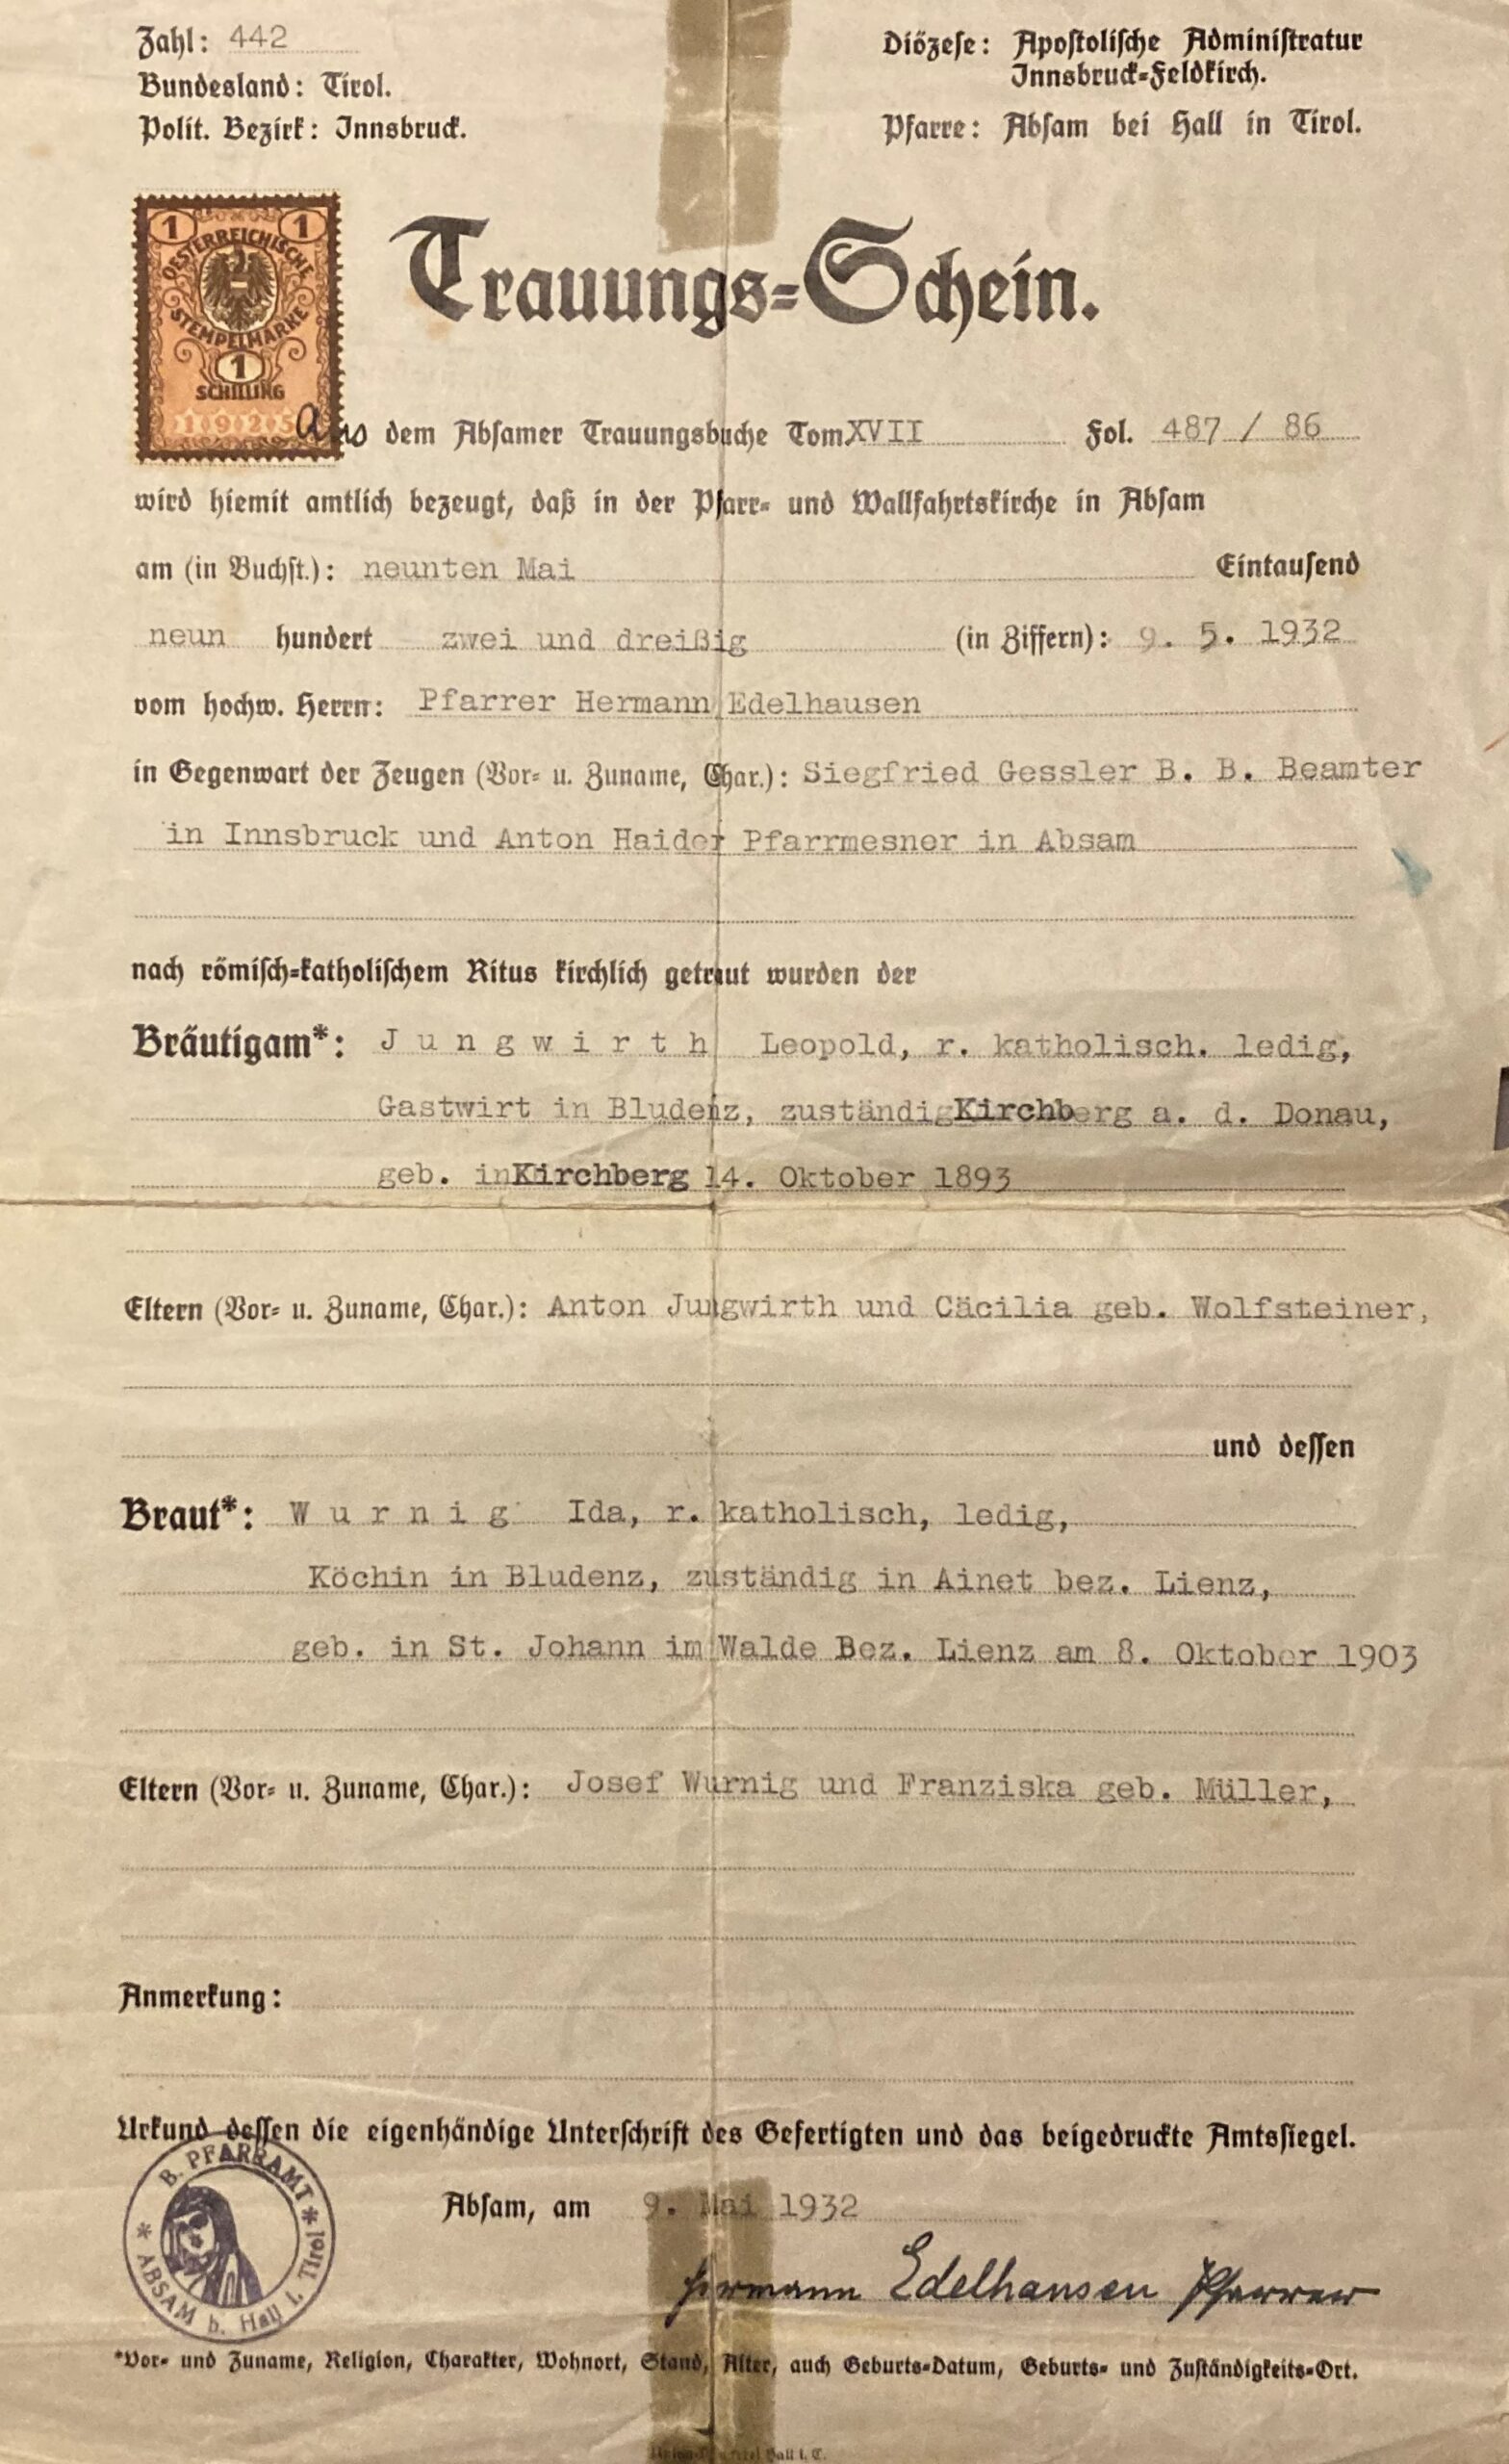 Zahl: 442
Bundesland: Tirol.
Polit. Bezirk: Innsbruck.
Diözese: Apostolische Administratur
Innsbruck=Feldkirch.
Pfarre: Absam bei Hall in Tirol.
1 1
OESTERREICHISCHE
STEMPELMARKE
1
SCHILLING
1925
Trauungs=Schein.
Aus dem Absamer Trauungsbuche Tom XVII Fol. 487 / 86
wird hiemit amtlich bezeugt, daß in der Pfarr= und Wallfahrtskirche in Absam
am (in Buchst.): neunten Mai Eintausend
neun hundert zwei und dreißig (in Ziffern): 9. 5. 1932
vom hochw. Herrn: Pfarrer Hermann Edelhausen
in Gegenwart der Zeugen (Vor= u. Zuname, Char.): Siegfried Gessler B. B. Beamter
in Innsbruck und Anton Haider Pfarrmesner in Absam
nach römisch=katholischem Ritus kirchlich getraut wurden der
Bräutigam*: Jungwirth Leopold, r. katholisch. ledig,
Gastwirt in Bludenz, zuständig Kirchberg a. d. Donau,
geb. in Kirchberg 14. Oktober 1893
Eltern (Vor= u. Zuname, Char.): Anton Jungwirth und Cäcilia geb. Wolfsteiner,
und dessen
Braut*: Wurnig Ida, r. katholisch, ledig,
Köchin in Bludenz, zuständig in Ainet bez. Lienz,
geb. in St. Johann im Walde Bez. Lienz am 8. Oktober 1903
Eltern (Vor= u. Zuname, Char.): Josef Wurnig und Franziska geb. Müller,
Anmerkung:
Urkund dessen die eigenhändige Unterschrift des Gefertigten und das beigedruckte Amtssiegel.
B. PFARRAMT * ABSAM b. Hall i. Tirol *
Absam, am 9. Mai 1932
Hermann Edelhausen Pfarrer
*Vor= und Zuname, Religion, Charakter, Wohnort, Stand, Alter, auch Geburts=Datum, Geburts= und Zuständigkeits=Ort.
Hall i. T.